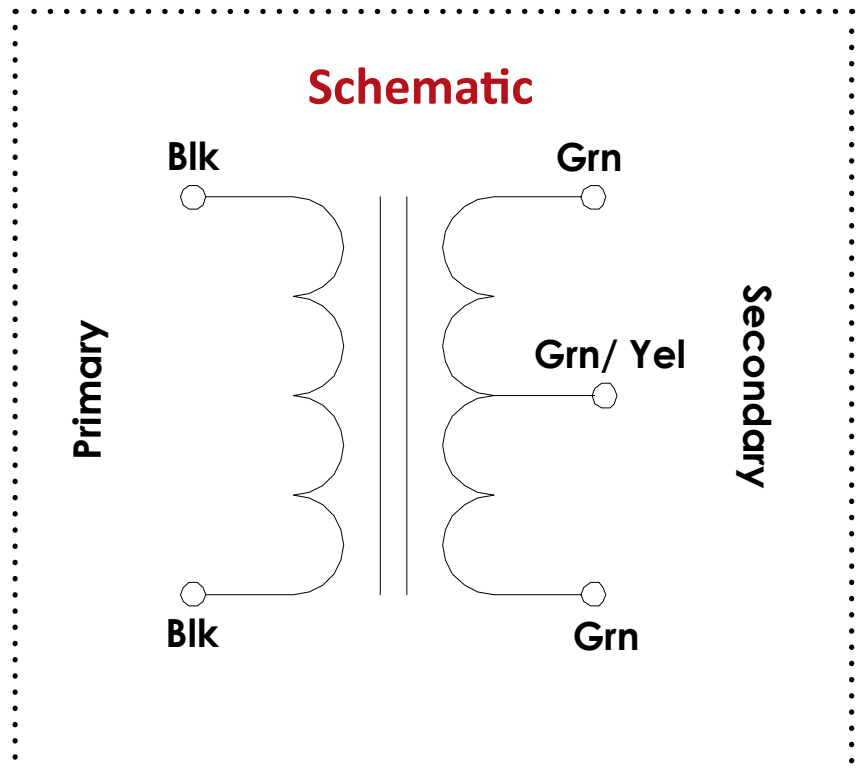 Schematic
Blk
Grn
Primary
Grn/ Yel
Secondary
Blk
Grn